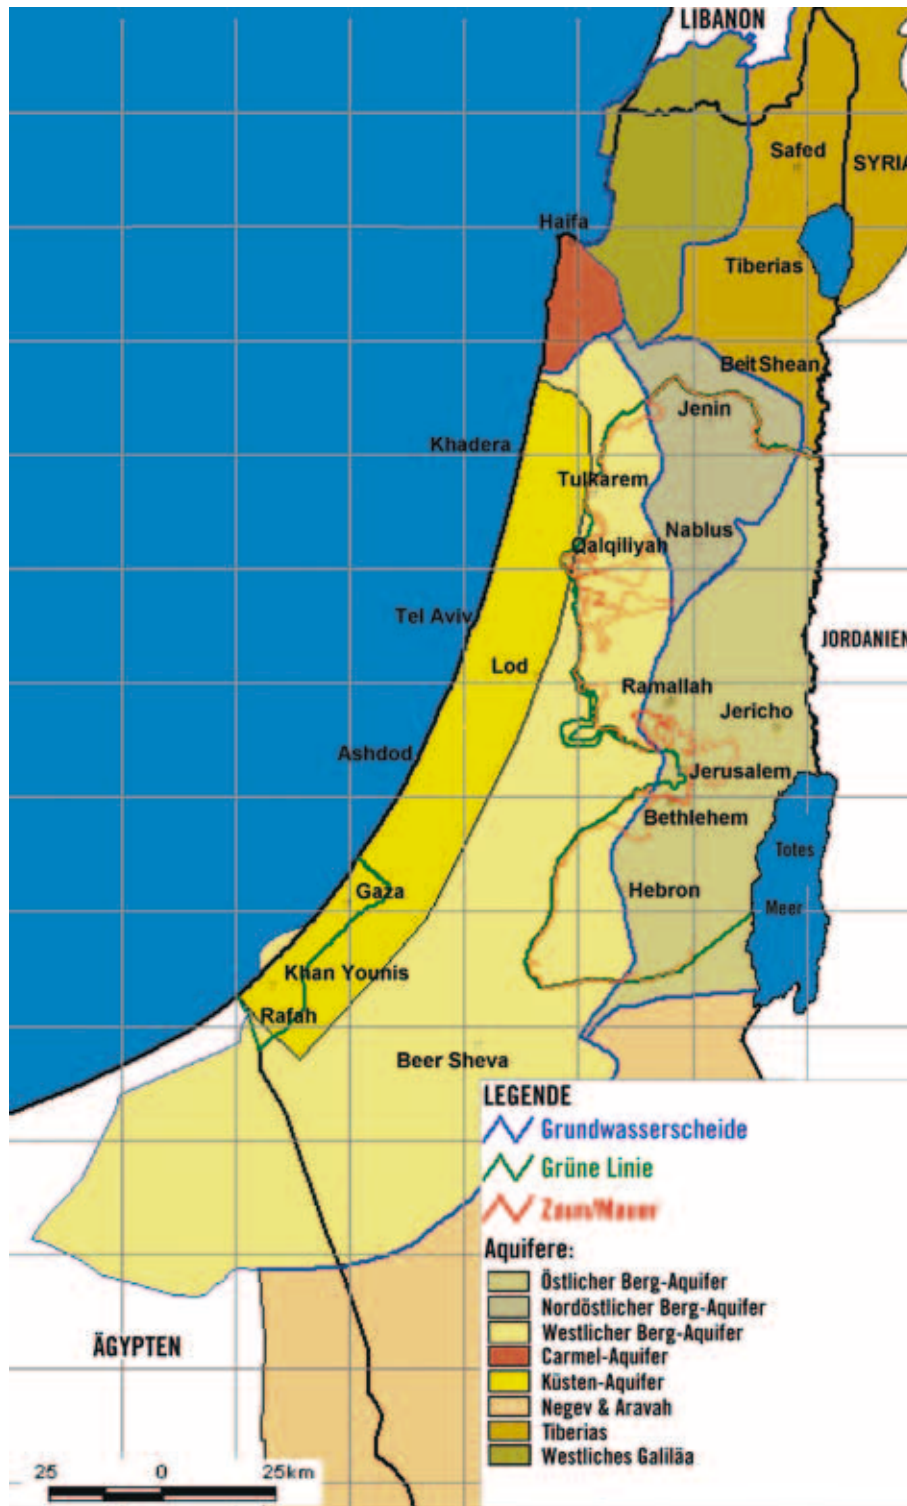 LIBANON
Safed
SYRIA
Haifa
Tiberias
Beit Shean
Jenin
Khadera
Tulkarem
Nablus
Qalqiliyah
Tel Aviv
JORDANIEN
Lod
Ramallah
Jericho
Ashdod
Jerusalem
Bethlehem
Totes
Gaza
Hebron
Meer
Khan Younis
Rafah
Beer Sheva
LEGENDE
Grundwasserscheide
Grüne Linie
Zaun/Mauer
Aquifere:
Östlicher Berg-Aquifer
Nordöstlicher Berg-Aquifer
Westlicher Berg-Aquifer
ÄGYPTEN
Carmel-Aquifer
Küsten-Aquifer
Negev & Aravah
Tiberias
Westliches Galiläa
25 0 25km